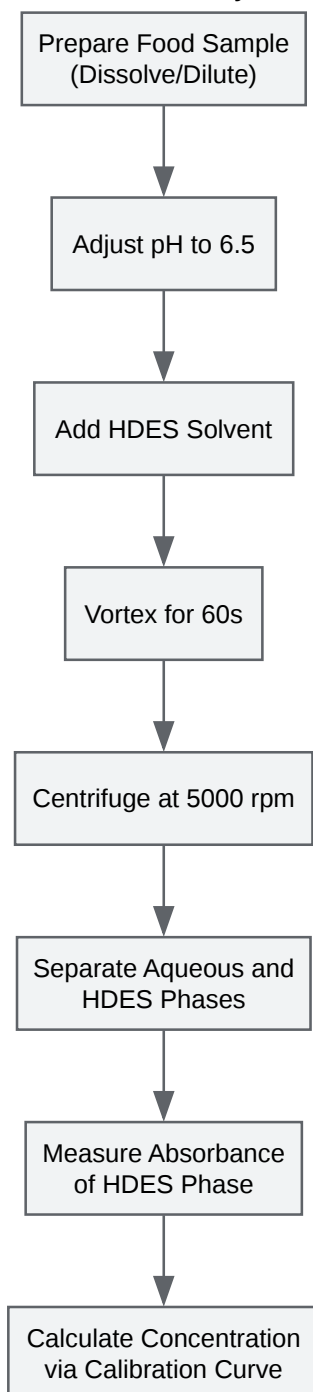 Prepare Food Sample
(Dissolve/Dilute)
Adjust pH to 6.5
Add HDES Solvent
Vortex for 60s
Centrifuge at 5000 rpm
Separate Aqueous and
HDES Phases
Measure Absorbance
of HDES Phase
Calculate Concentration
via Calibration Curve